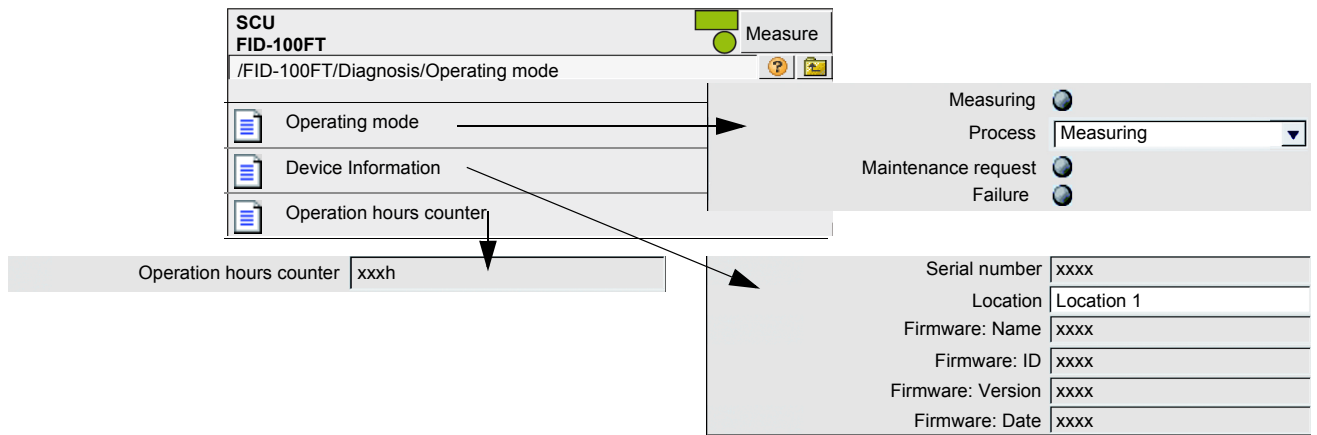 SCU
FID-100FT
Measure
/FID-100FT/Diagnosis/Operating mode
?
Operating mode
Device Information
Operation hours counter
Measuring
Process Measuring
Maintenance request
Failure
Operation hours counter xxxh
Serial number xxxx
Location Location 1
Firmware: Name xxxx
Firmware: ID xxxx
Firmware: Version xxxx
Firmware: Date xxxx